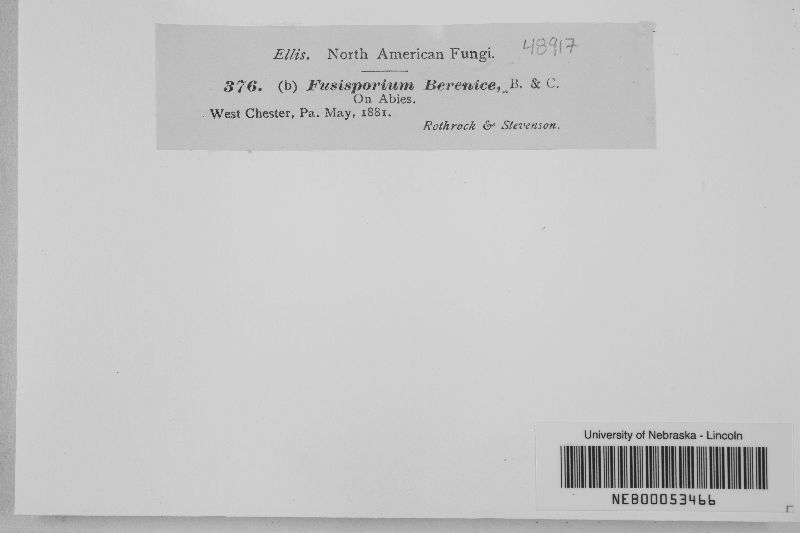 Ellis. North American Fungi. 48917
376. (b) Fusisporium Berenice, B. & C.
On Abies.
West Chester, Pa. May, 1881.
Rothrock & Stevenson.
University of Nebraska - Lincoln
NEB00053466